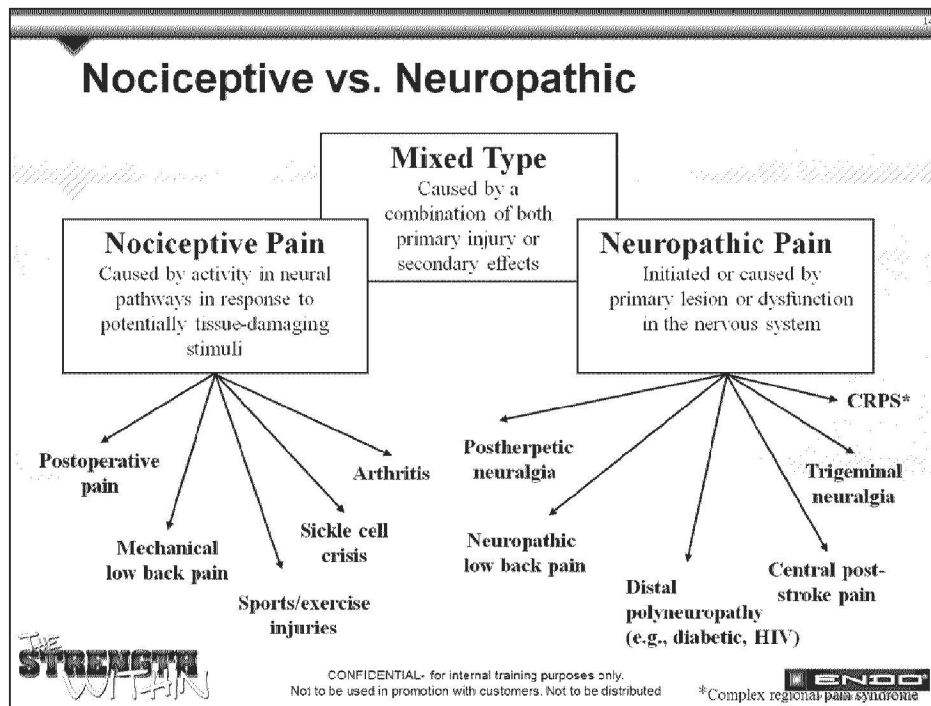 14
Nociceptive vs. Neuropathic
Mixed Type
Caused by a
combination of both
primary injury or
secondary effects
Nociceptive Pain
Caused by activity in neural
pathways in response to
potentially tissue-damaging
stimuli
Neuropathic Pain
Initiated or caused by
primary lesion or dysfunction
in the nervous system
Postoperative
pain
Mechanical
low back pain
Sports/exercise
injuries
Sickle cell
crisis
Arthritis
Postherpetic
neuralgia
Neuropathic
low back pain
Distal
polyneuropathy
(e.g., diabetic, HIV)
Central post-
stroke pain
Trigeminal
neuralgia
CRPS*
THE
STRENGTH
WITHIN
CONFIDENTIAL- for internal training purposes only.
Not to be used in promotion with customers. Not to be distributed
ENDO
*Complex regional pain syndrome